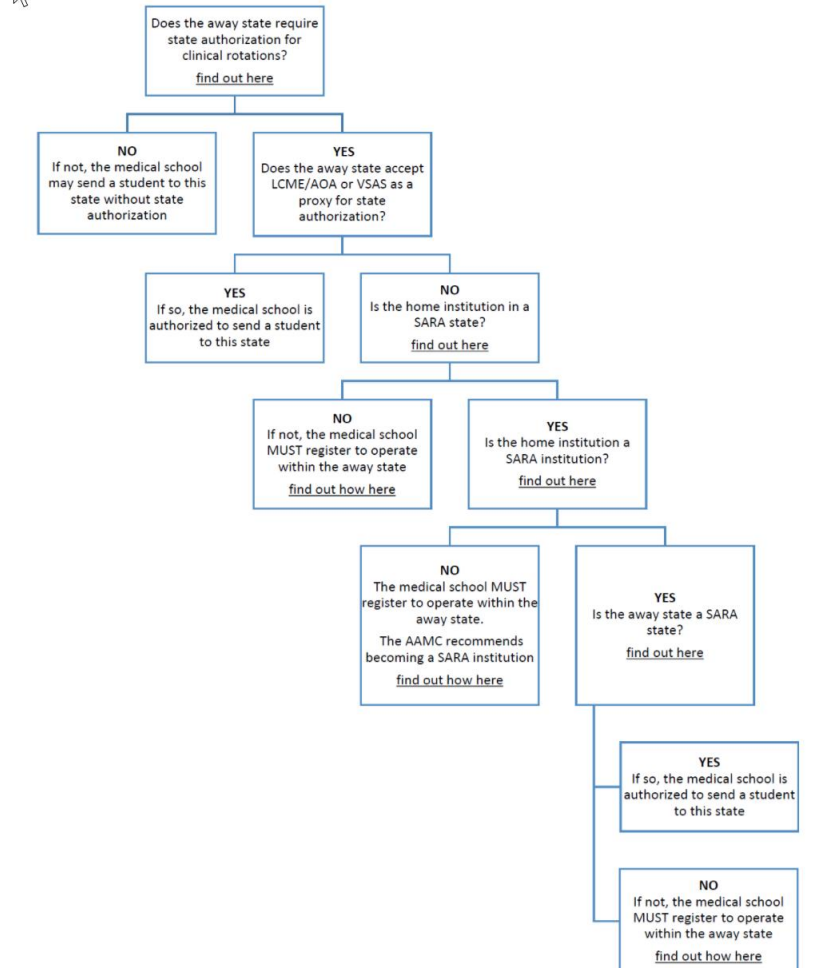 Does the away state require
state authorization for
clinical rotations?
find out here
NO
If not, the medical school
may send a student to this
state without state
authorization
YES
Does the away state accept
LCME/AOA or VSAS as a
proxy for state
authorization?
YES
If so, the medical school is
authorized to send a student
to this state
NO
Is the home institution in a
SARA state?
find out here
NO
If not, the medical school
MUST register to operate
within the away state
find out how here
YES
Is the home institution a
SARA institution?
find out here
NO
The medical school MUST
register to operate within the
away state.
The AAMC recommends
becoming a SARA institution
find out how here
YES
Is the away state a SARA
state?
find out here
YES
If so, the medical school is
authorized to send a student
to this state
NO
If not, the medical school
MUST register to operate
within the away state
find out how here